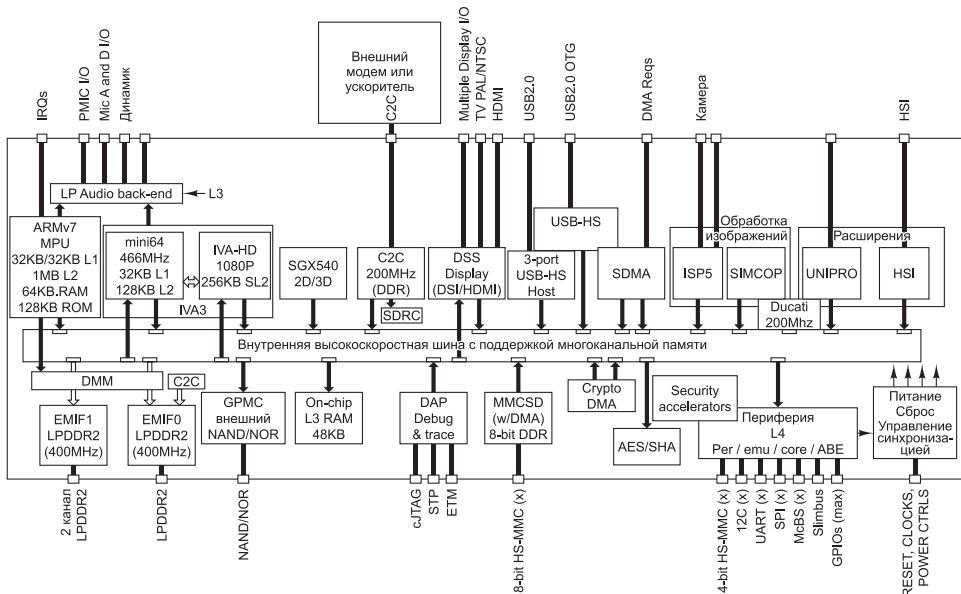 IRQs
PMIC I/O
Mic A and D I/O
Динамик
Внешний
модем или
ускоритель
C2C
Multiple Display I/O
TV PAL/NTSC
HDMI
USB2.0
USB2.0 OTG
DMA Reqs
Камера
HSI
LP Audio back-end
L3
ARMv7
MPU
32KB/32KB L1
1MB L2
64KB.RAM
128KB ROM
mini64
466MHz
32KB L1
128KB L2
IVA-HD
1080P
256KB SL2
IVA3
SGX540
2D/3D
C2C
200MHz
(DDR)
SDRC
DSS
Display
(DSI/HDMI)
USB-HS
3-port
USB-HS
Host
SDMA
Обработка
изображений
ISP5
SIMCOP
Расширения
UNIPRO
HSI
Ducati
200Mhz
Внутренняя высокоскоростная шина с поддержкой многоканальной памяти
DMM
C2C
EMIF1
LPDDR2
(400MHz)
EMIF0
LPDDR2
(400MHz)
GPMC
внешний
NAND/NOR
On-chip
L3 RAM
48KB
DAP
Debug
& trace
MMCSD
(w/DMA)
8-bit DDR
Crypto
DMA
AES/SHA
Security
accelerators
Периферия
L4
Per / emu / core / ABE
Питание
Сброс
Управление
синхрониза-
цией
2 канал
LPDDR2
LPDDR2
NAND/NOR
cJTAG
STP
ETM
8-bit HS-MMC (x)
4-bit HS-MMC (x)
12C (x)
UART (x)
SPI (x)
McBS (x)
Slimbus
GPIOs (max)
RESET, CLOCKS,
POWER CTRLS